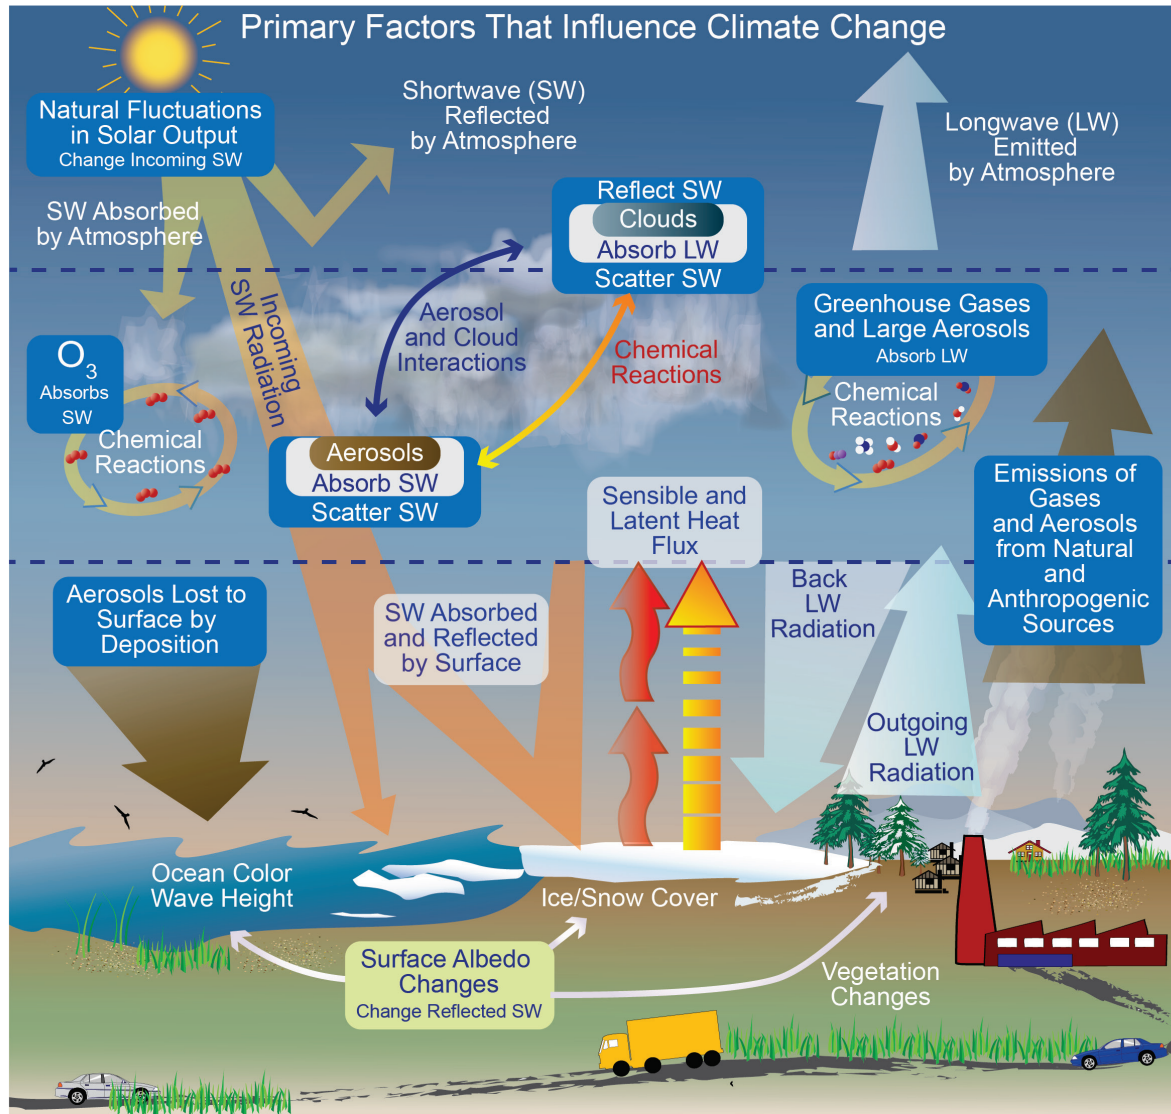 Primary Factors That Influence Climate Change
Natural Fluctuations
in Solar Output
Change Incoming SW
Shortwave (SW)
Reflected
by Atmosphere
Longwave (LW)
Emitted
by Atmosphere
SW Absorbed
by Atmosphere
Reflect SW
Clouds
Absorb LW
Scatter SW
Incoming
SW Radiation
Aerosol
and Cloud
Interactions
Chemical
Reactions
Greenhouse Gases
and Large Aerosols
Absorb LW
Chemical
Reactions
O3
Absorbs
SW
Chemical
Reactions
Aerosols
Absorb SW
Scatter SW
Sensible and
Latent Heat
Flux
Emissions of
Gases
and Aerosols
from Natural
and
Anthropogenic
Sources
Aerosols Lost to
Surface by
Deposition
SW Absorbed
and Reflected
by Surface
Back
LW
Radiation
Outgoing
LW
Radiation
Ocean Color
Wave Height
Ice/Snow Cover
Surface Albedo
Changes
Change Reflected SW
Vegetation
Changes